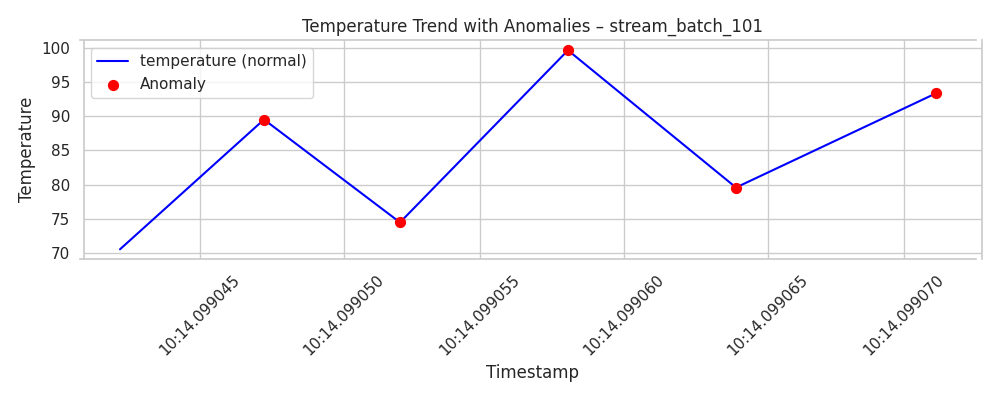 Temperature Trend with Anomalies – stream_batch_101
temperature (normal)
Anomaly
Temperature
100
95
90
85
80
75
70
10:14.099045
10:14.099050
10:14.099055
10:14.099060
10:14.099065
10:14.099070
Timestamp